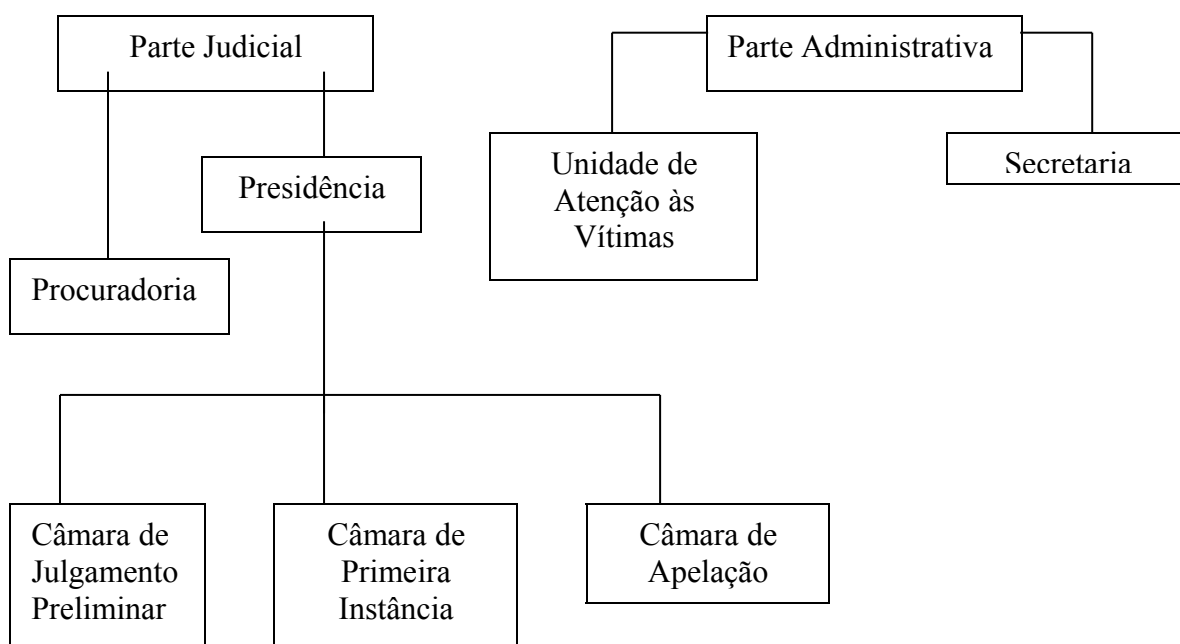 Parte Judicial
Parte Administrativa
Unidade de
Atenção às
Vítimas
Secretaria
Presidência
Procuradoria
Câmara de
Julgamento
Preliminar
Câmara de
Primeira
Instância
Câmara de
Apelação